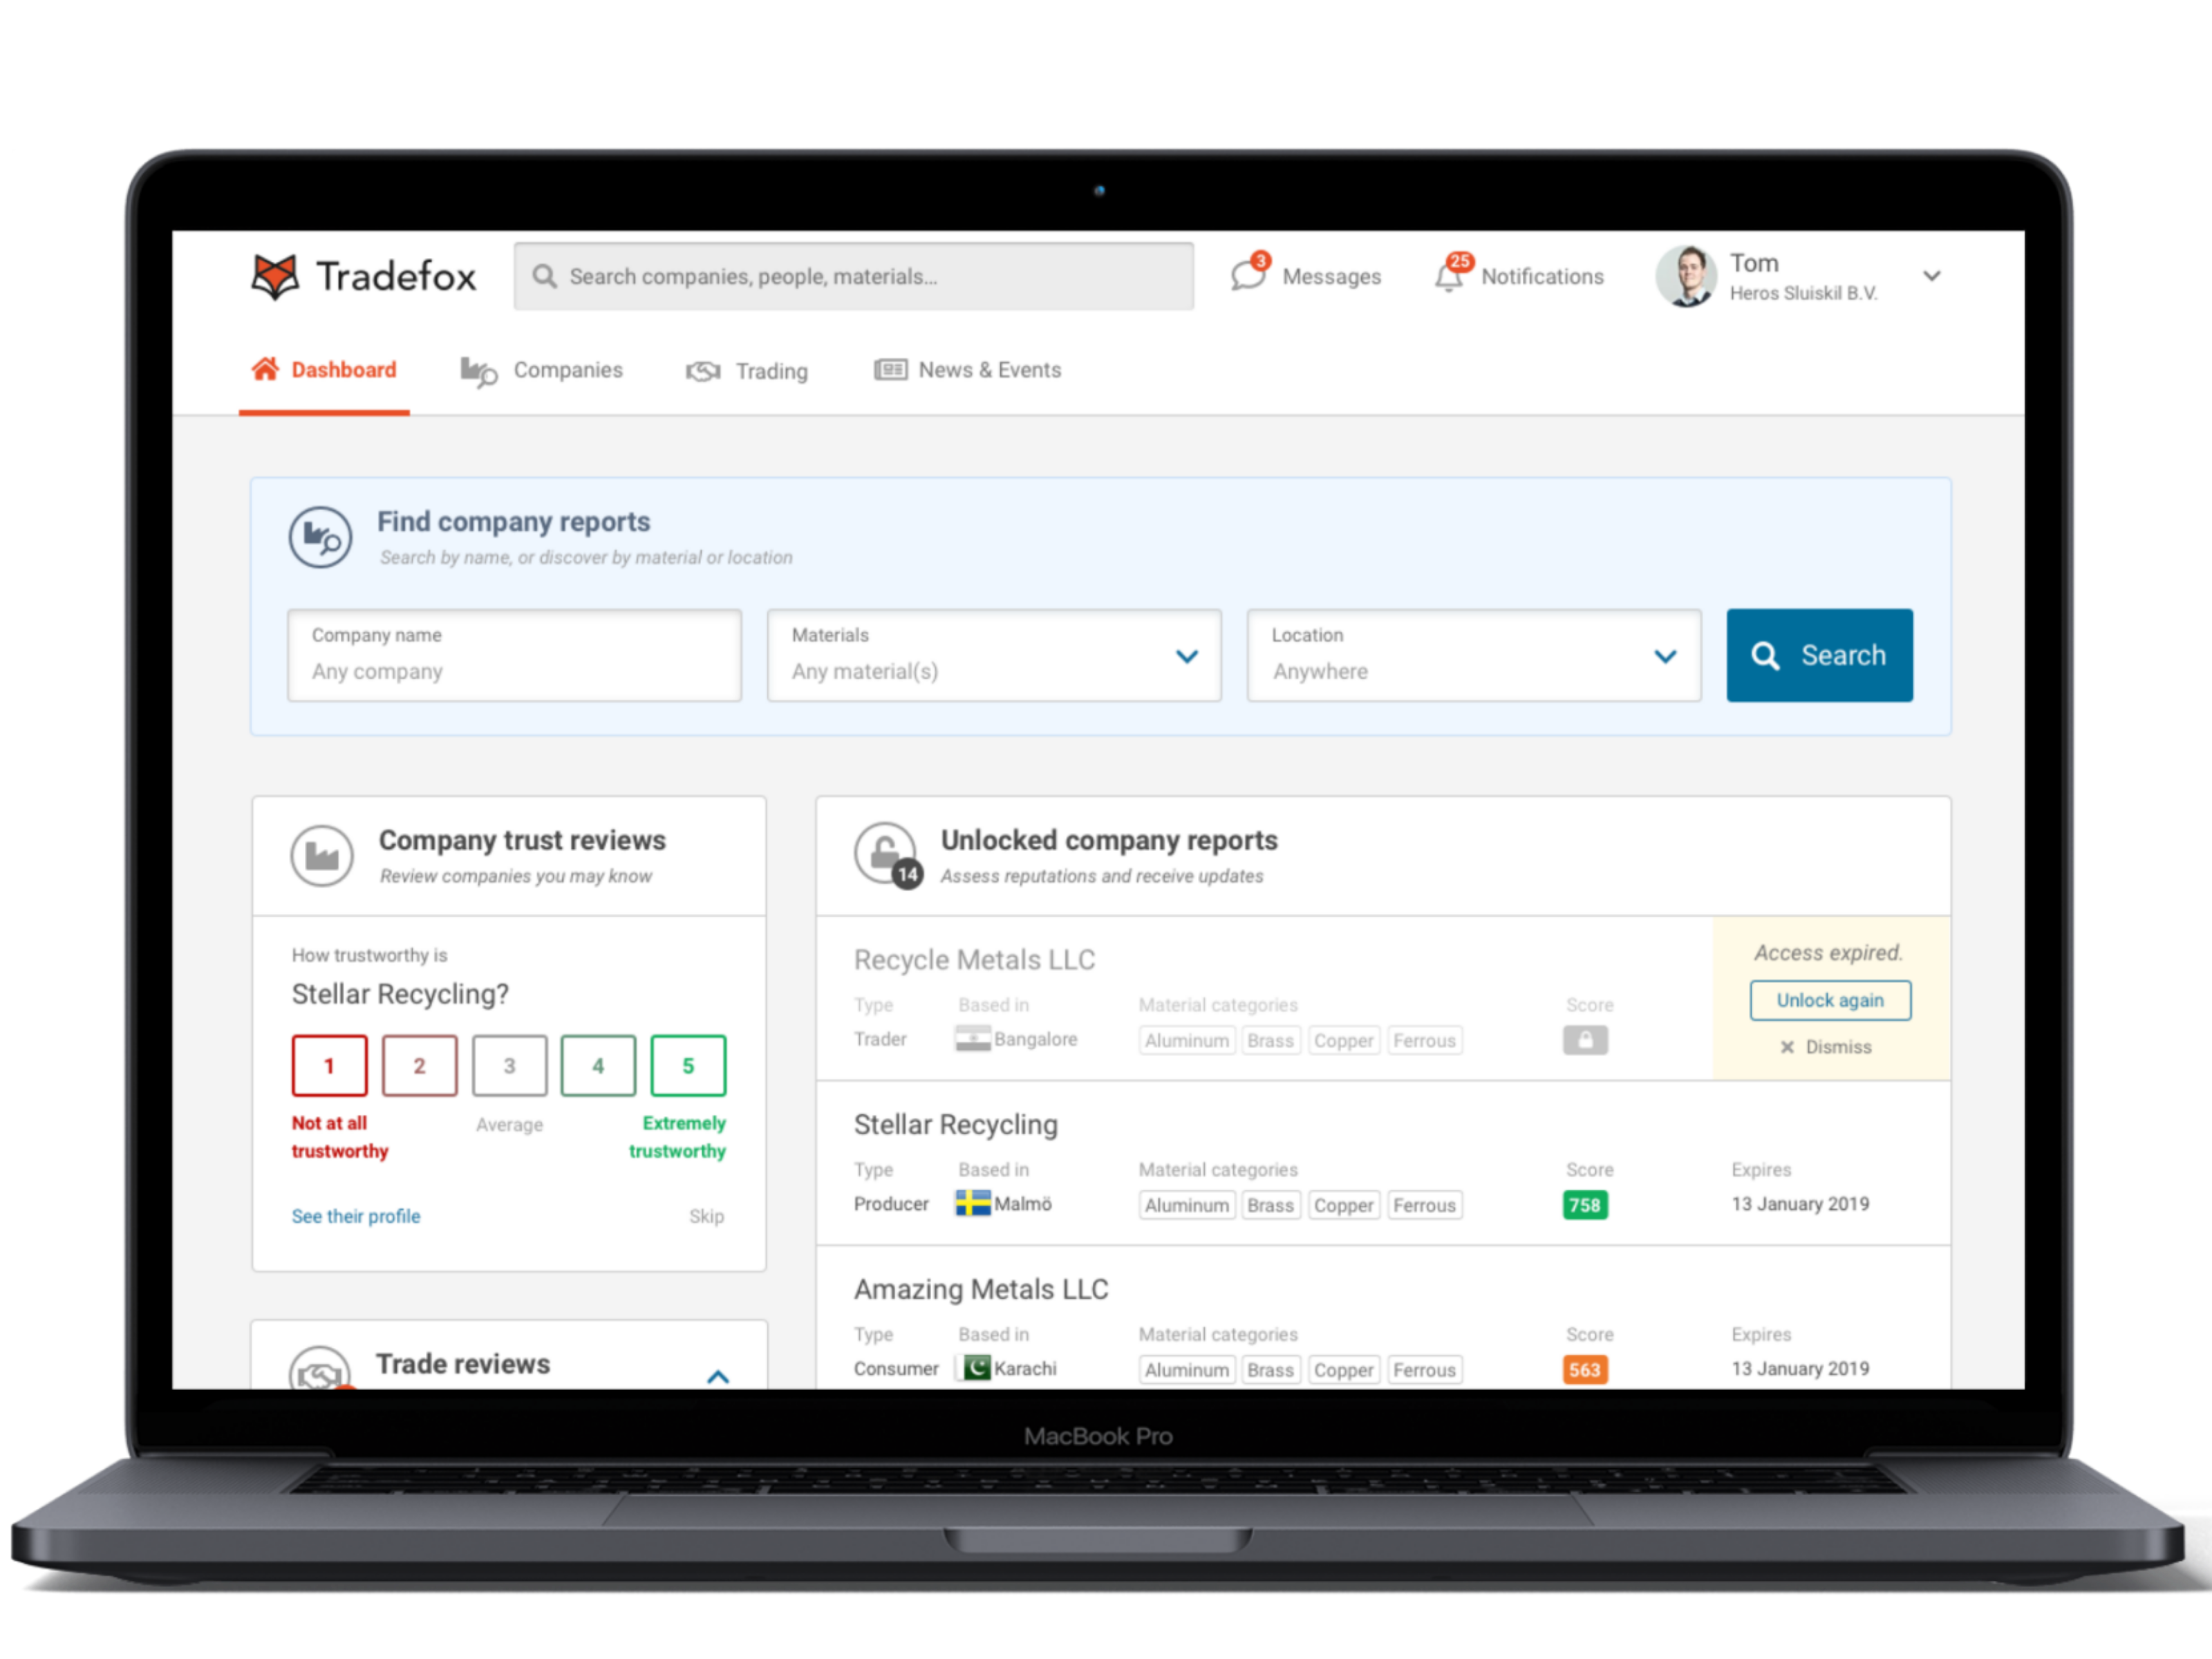 Tradefox
Search companies, people, materials...
3
Messages
25
Notifications
Tom
Heros Sluiskil B.V.
Dashboard
Companies
Trading
News & Events
Find company reports
Search by name, or discover by material or location
Company name
Any company
Materials
Any material(s)
Location
Anywhere
Search
Company trust reviews
Review companies you may know
How trustworthy is
Stellar Recycling?
1 2 3 4 5
Not at all
trustworthy
Average
Extremely
trustworthy
See their profile
Skip
Trade reviews
14
Unlocked company reports
Assess reputations and receive updates
Recycle Metals LLC
Type Based in Material categories Score
Trader Bangalore Aluminum Brass Copper Ferrous
Access expired.
Unlock again
Dismiss
Stellar Recycling
Type Based in Material categories Score Expires
Producer Malmö Aluminum Brass Copper Ferrous 758 13 January 2019
Amazing Metals LLC
Type Based in Material categories Score Expires
Consumer Karachi Aluminum Brass Copper Ferrous 563 13 January 2019
MacBook Pro